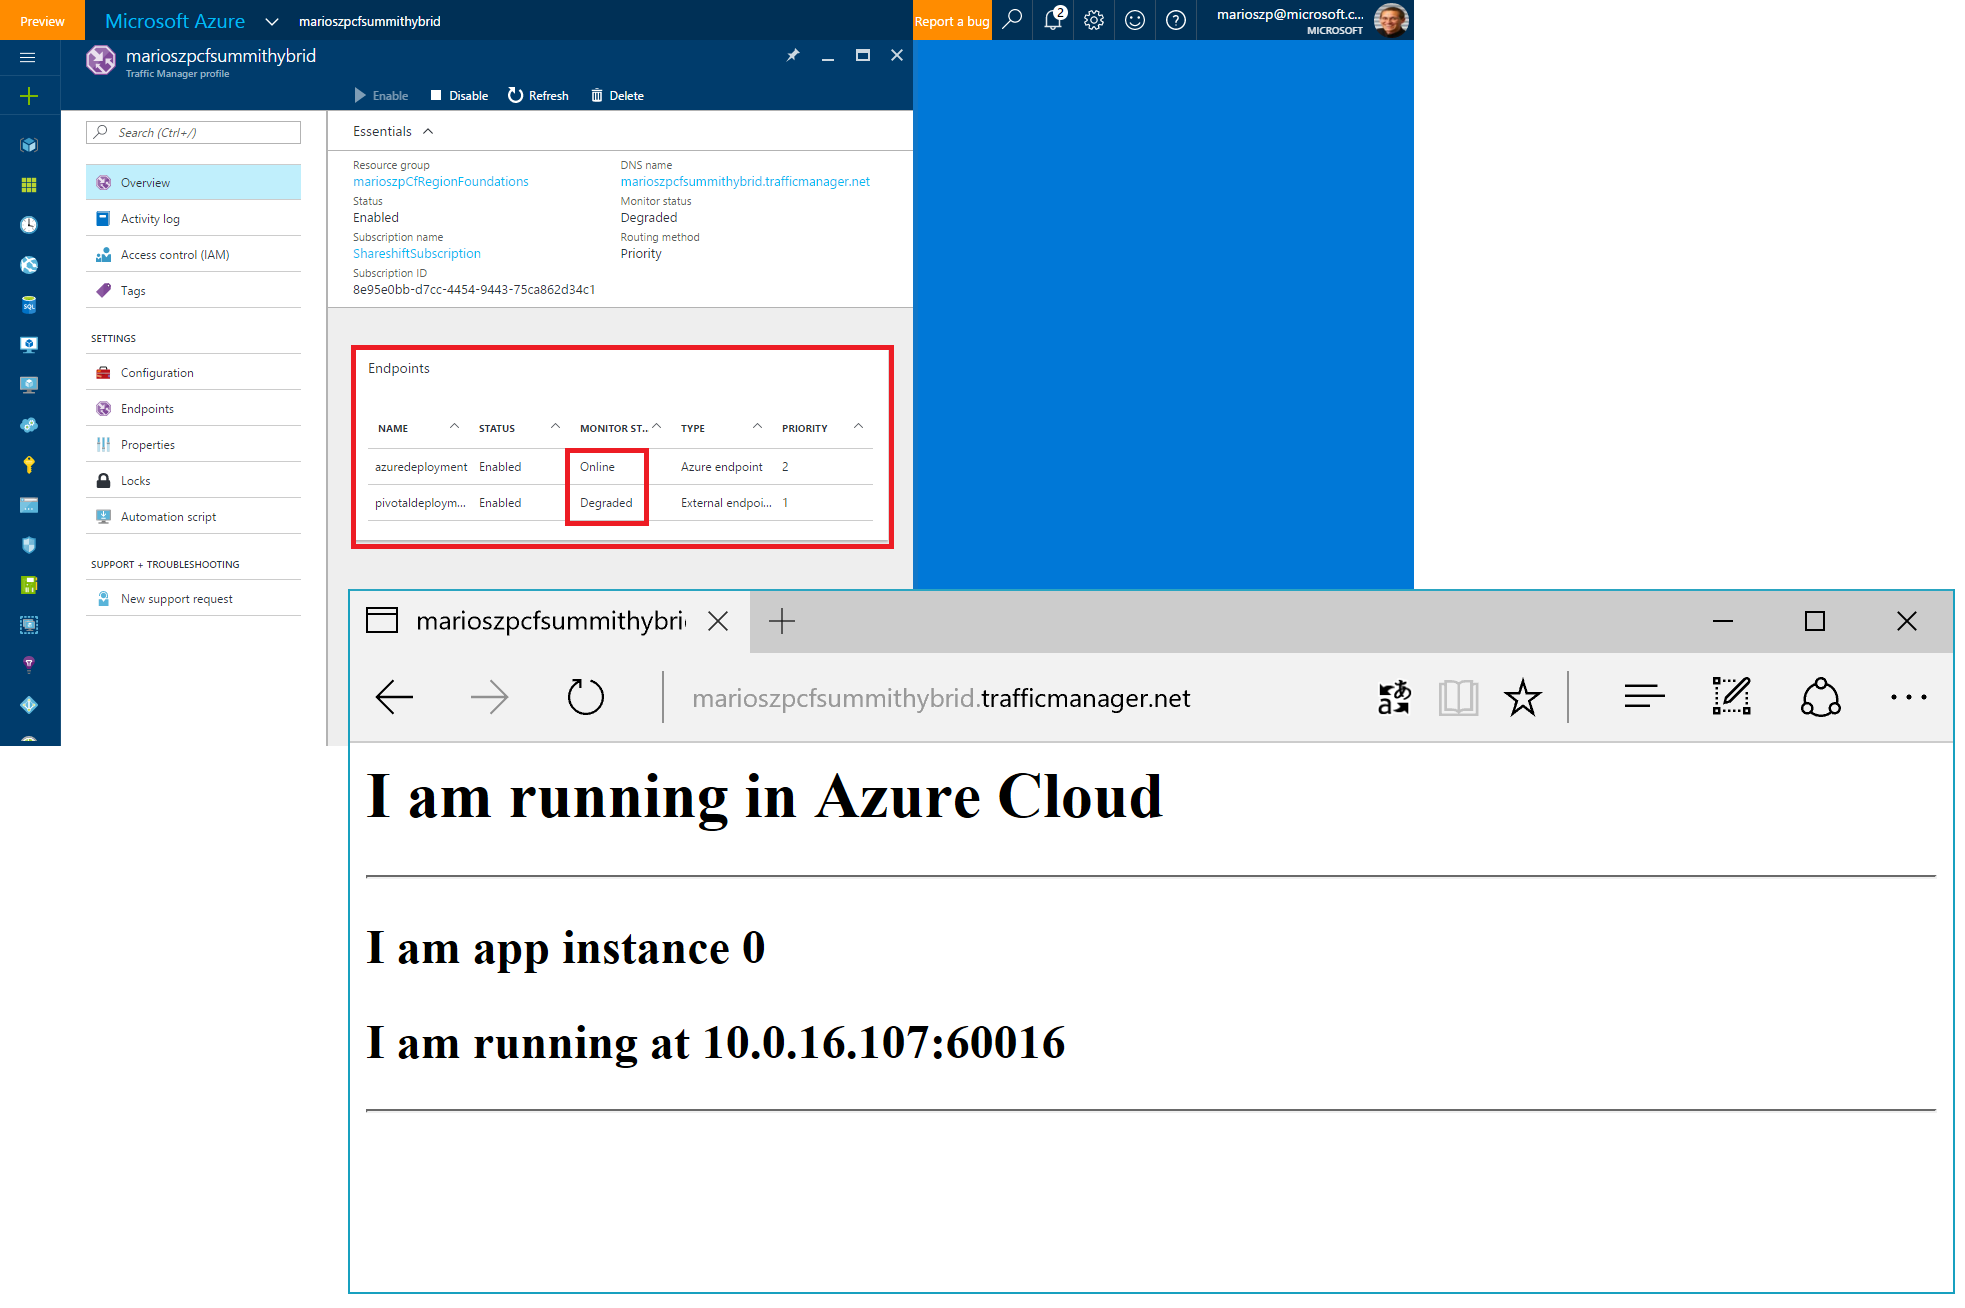 Preview
Microsoft Azure
marioszpcfsummithybrid
Report a bug
2
marioszp@microsoft.c...
MICROSOFT
marioszpcfsummithybrid
Traffic Manager profile
Enable
Disable
Refresh
Delete
Search (Ctrl+/)
Overview
Activity log
Access control (IAM)
Tags
SETTINGS
Configuration
Endpoints
Properties
Locks
Automation script
SUPPORT + TROUBLESHOOTING
New support request
Essentials
Resource group
marioszpCfRegionFoundations
Status
Enabled
Subscription name
ShareshiftSubscription
Subscription ID
8e95e0bb-d7cc-4454-9443-75ca862d34c1
DNS name
marioszpcfsummithybrid.trafficmanager.net
Monitor status
Degraded
Routing method
Priority
Endpoints
NAME STATUS MONITOR ST.. TYPE PRIORITY
azuredeployment Enabled Online Azure endpoint 2
pivotaldeploym... Enabled Degraded External endpoi... 1
marioszpcfsummithybri
marioszpcfsummithybrid.trafficmanager.net
I am running in Azure Cloud
I am app instance 0
I am running at 10.0.16.107:60016